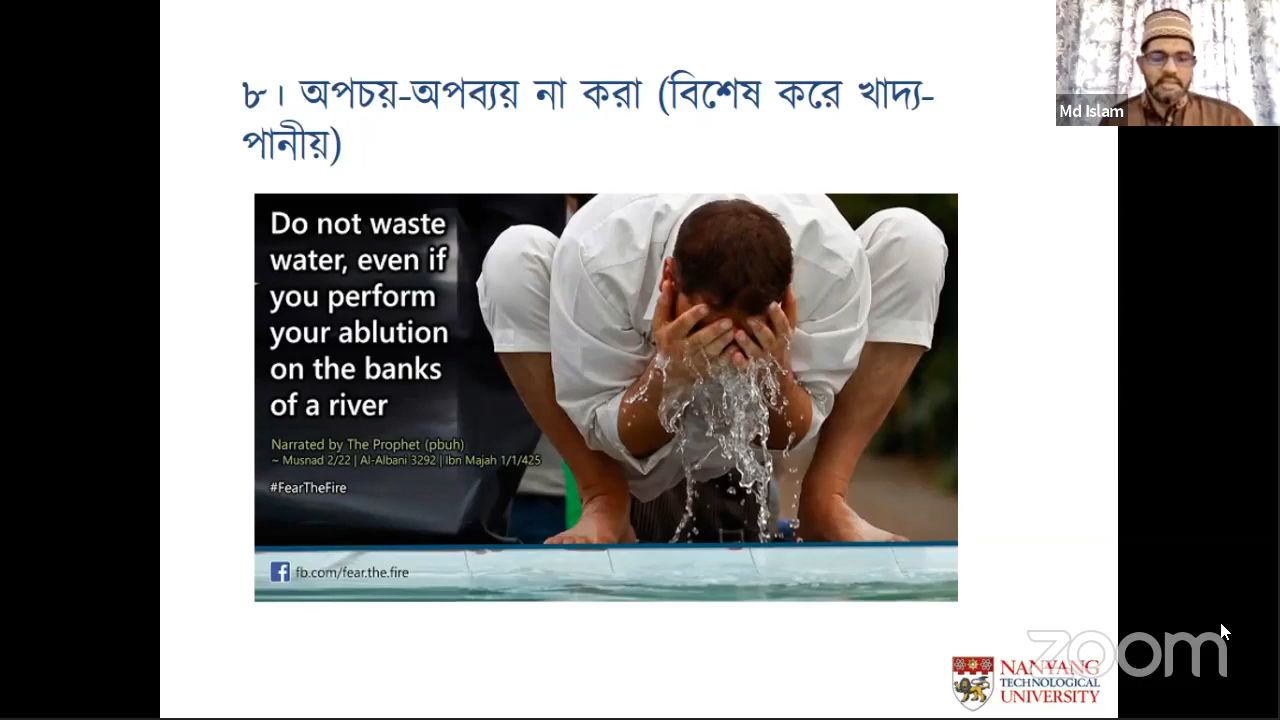 ৮। অপচয়-অপব্যয় না করা (বিশেষ করে খাদ্য-
পানীয়)
Do not waste
water, even if
you perform
your ablution
on the banks
of a river
Narrated by The Prophet (pbuh)
~ Musnad 2/22 | Al-Albani 3292 | Ibn Majah 1/1/425
#FearTheFire
f fb.com/fear.the.fire
Md Islam
zoom
NANYANG
TECHNOLOGICAL
UNIVERSITY